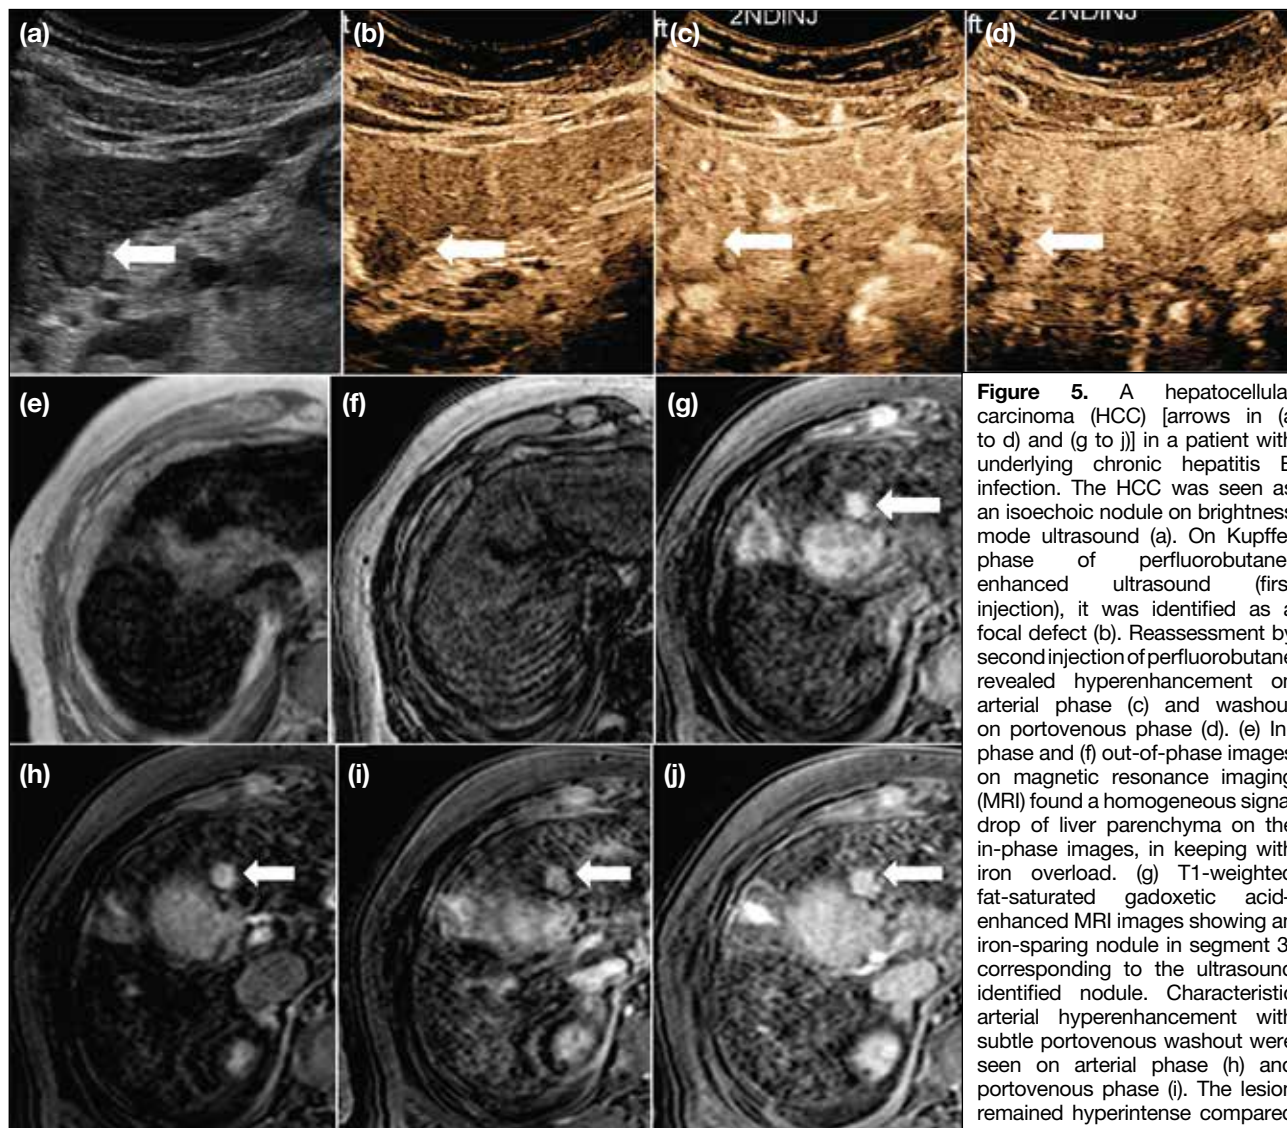 (a)
t (b)
2NDINJ
ft (c)
2NDINJ
ft (d)
(e)
(f)
(g)
(h)
(i)
(j)
Figure 5. A hepatocellula
carcinoma (HCC) [arrows in (a
to d) and (g to j)] in a patient with
underlying chronic hepatitis B
infection. The HCC was seen as
an isoechoic nodule on brightness
mode ultrasound (a). On Kupffe
phase of perfluorobutane
enhanced ultrasound (firs
injection), it was identified as a
focal defect (b). Reassessment by
second injection of perfluorobutane
revealed hyperenhancement on
arterial phase (c) and washou
on portovenous phase (d). (e) In
phase and (f) out-of-phase images
on magnetic resonance imaging
(MRI) found a homogeneous signa
drop of liver parenchyma on the
in-phase images, in keeping with
iron overload. (g) T1-weighted
fat-saturated gadoxetic acid-
enhanced MRI images showing an
iron-sparing nodule in segment 3
corresponding to the ultrasound
identified nodule. Characteristic
arterial hyperenhancement with
subtle portovenous washout were
seen on arterial phase (h) and
portovenous phase (i). The lesion
remained hyperintense compared